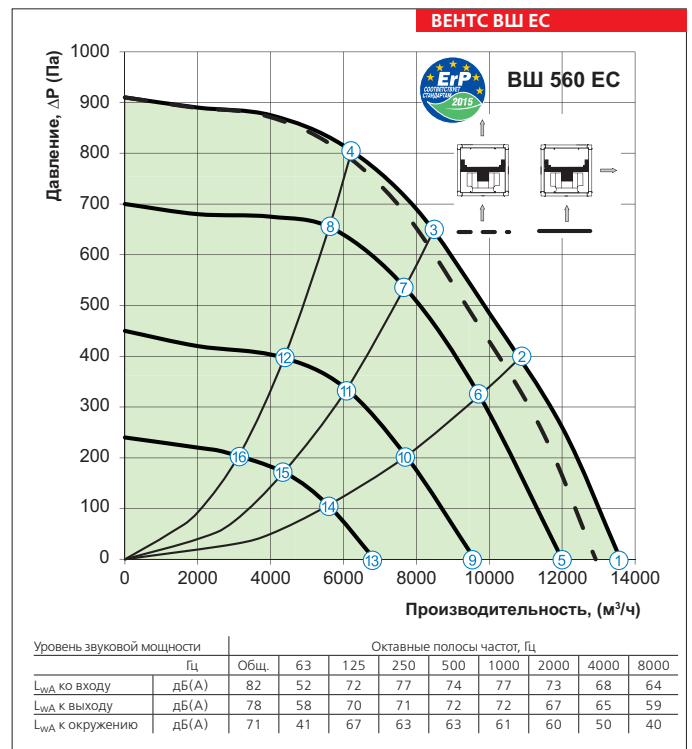 ВЕНТС ВШ ЕС
ВШ 560 ЕС
ErP
СООТВЕТСТВУЕТ
СТАНДАРТАМ
2015
Давление, ΔP (Па)
1000
900
800
700
600
500
400
300
200
100
0
4
8
3
7
12
11
2
6
16
15
10
14
13
9
5
1
0 2000 4000 6000 8000 10000 12000 14000
Производительность, (м³/ч)
Уровень звуковой мощности Октавные полосы частот, Гц
Гц Общ. 63 125 250 500 1000 2000 4000 8000
LwA ко входу дБ(А) 82 52 72 77 74 77 73 68 64
LwA к выходу дБ(А) 78 58 70 71 72 72 67 65 59
LwA к окружению дБ(А) 71 41 67 63 63 61 60 50 40